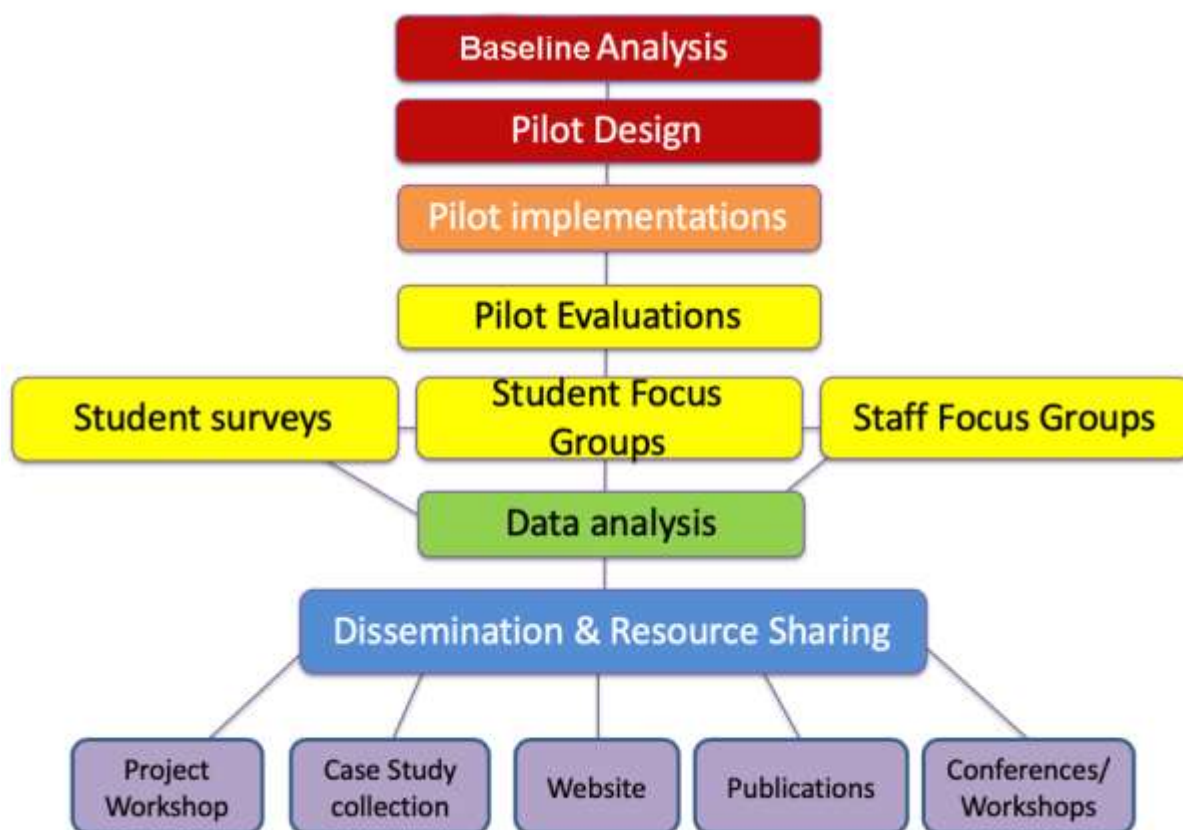 Baseline Analysis
Pilot Design
Pilot implementations
Pilot Evaluations
Student surveys
Student Focus
Groups
Staff Focus Groups
Data analysis
Dissemination & Resource Sharing
Project
Workshop
Case Study
collection
Website
Publications
Conferences/
Workshops